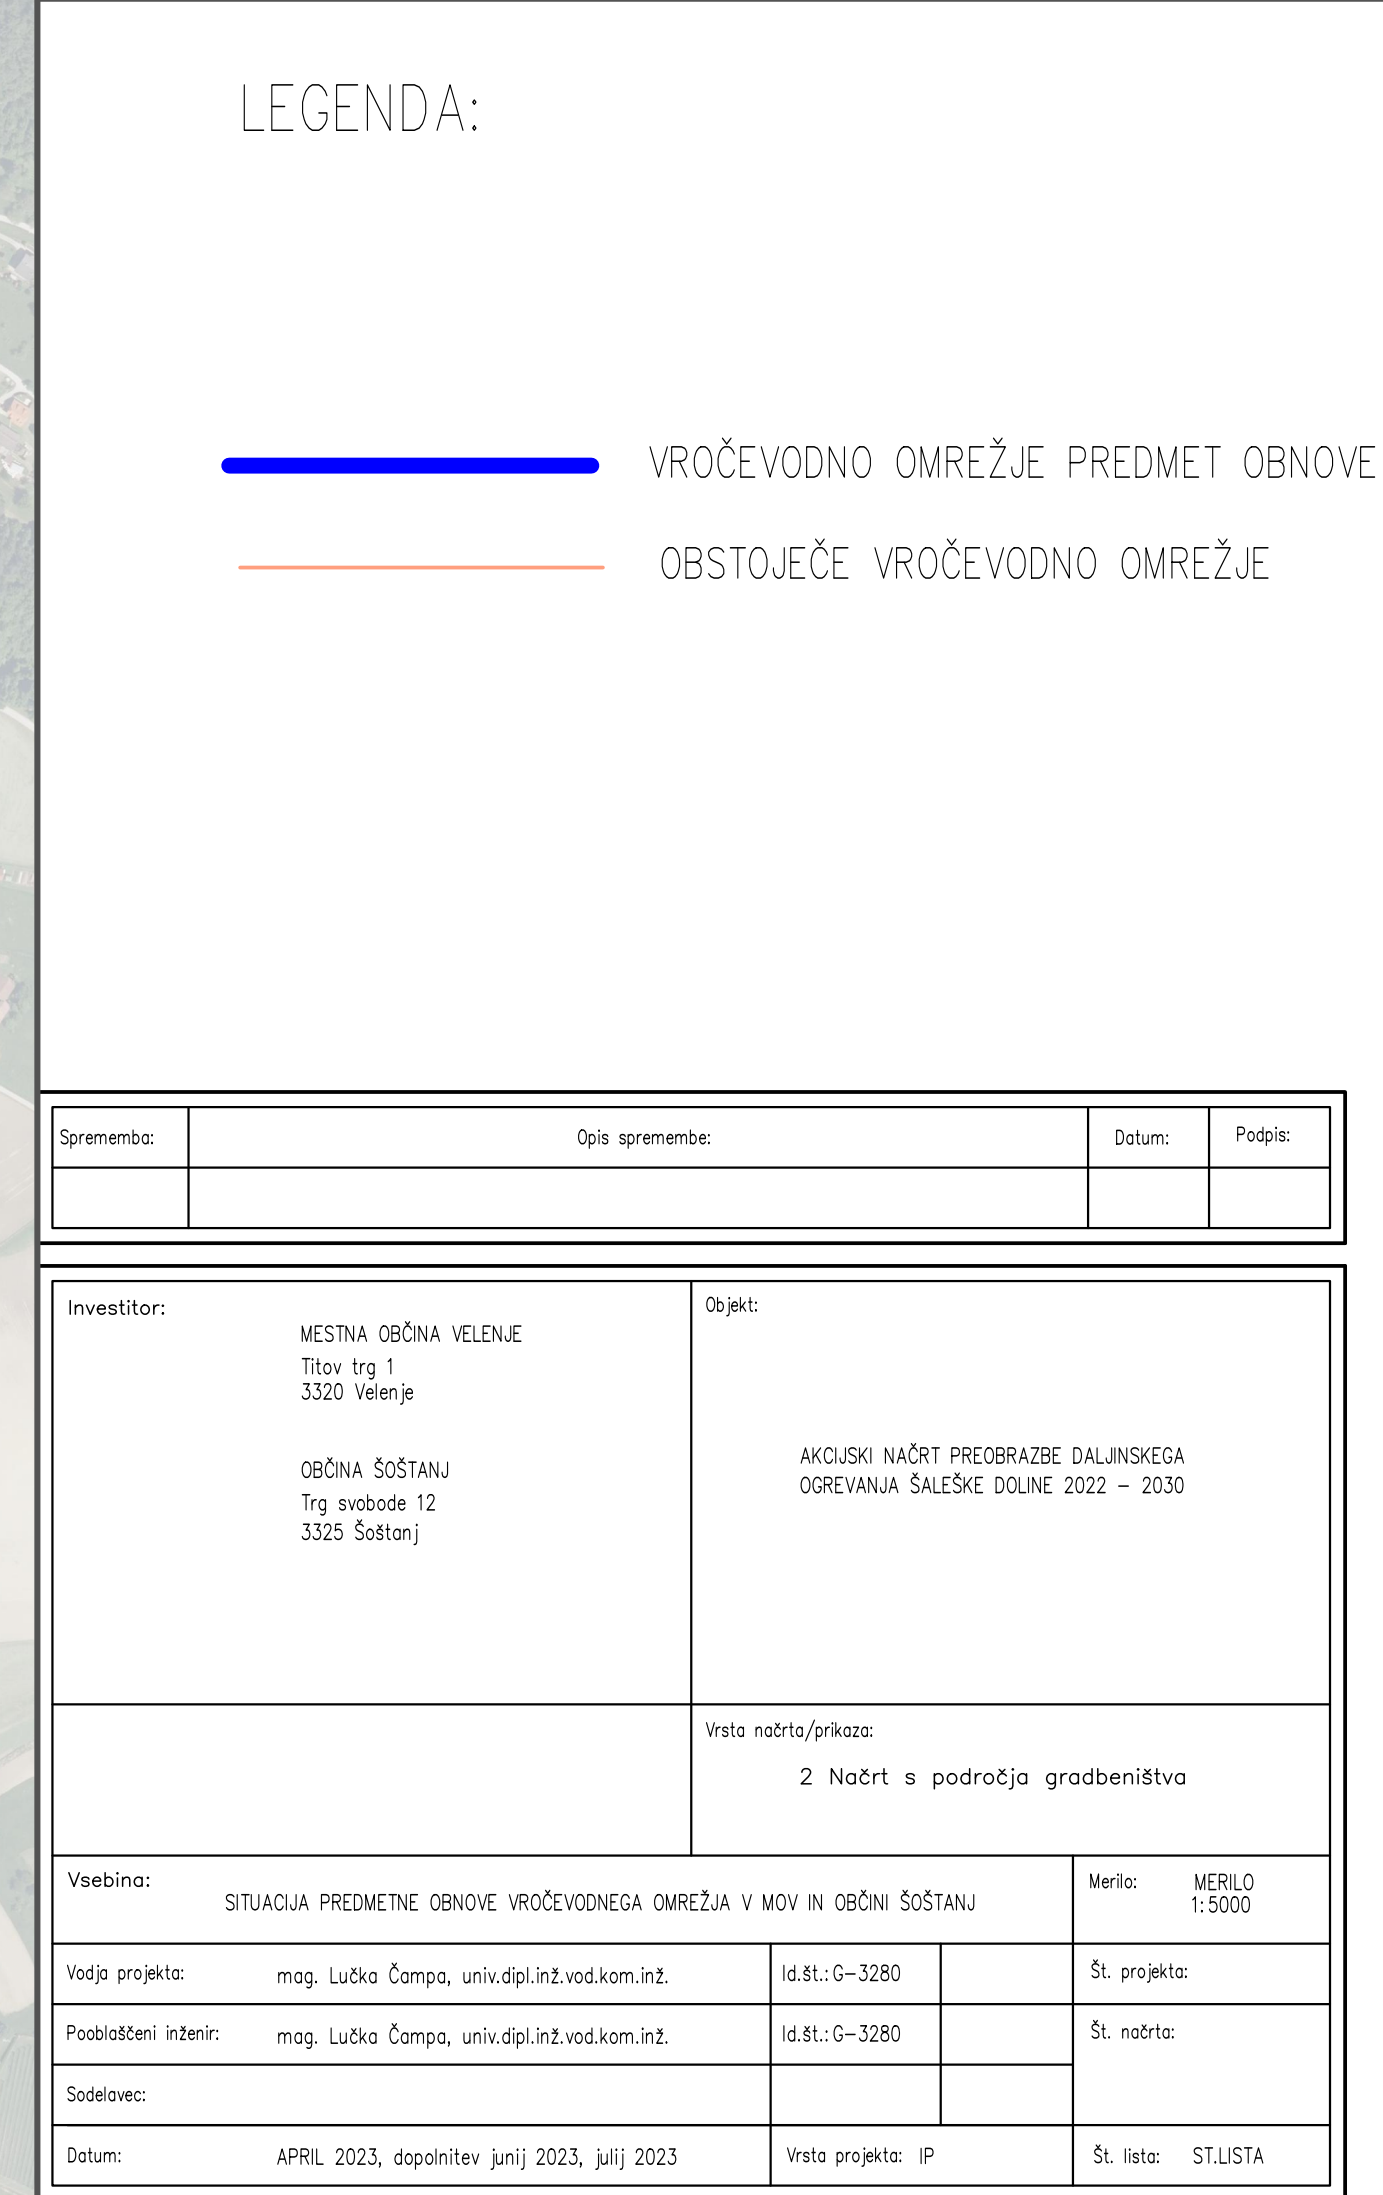 LEGENDA:
VROČEVODNO OMREŽJE PREDMET OBNOVE
OBSTOJEČE VROČEVODNO OMREŽJE
Sprememba: Opis spremembe: Datum: Podpis:
Investitor:
MESTNA OBČINA VELENJE
Titov trg 1
3320 Velenje
OBČINA ŠOŠTANJ
Trg svobode 12
3325 Šoštanj
Objekt:
AKCIJSKI NAČRT PREOBRAZBE DALJINSKEGA
OGREVANJA ŠALEŠKE DOLINE 2022 – 2030
Vrsta načrta/prikaza:
2 Načrt s področja gradbeništva
Vsebina:
SITUACIJA PREDMETNE OBNOVE VROČEVODNEGA OMREŽJA V MOV IN OBČINI ŠOŠTANJ
Merilo: MERILO
1:5000
Vodja projekta: mag. Lučka Čampa, univ.dipl.inž.vod.kom.inž. Id.št.: G–3280 Št. projekta:
Pooblaščeni inženir: mag. Lučka Čampa, univ.dipl.inž.vod.kom.inž. Id.št.: G–3280 Št. načrta:
Sodelavec:
Datum: APRIL 2023, dopolnitev junij 2023, julij 2023 Vrsta projekta: IP Št. lista: ST.LISTA